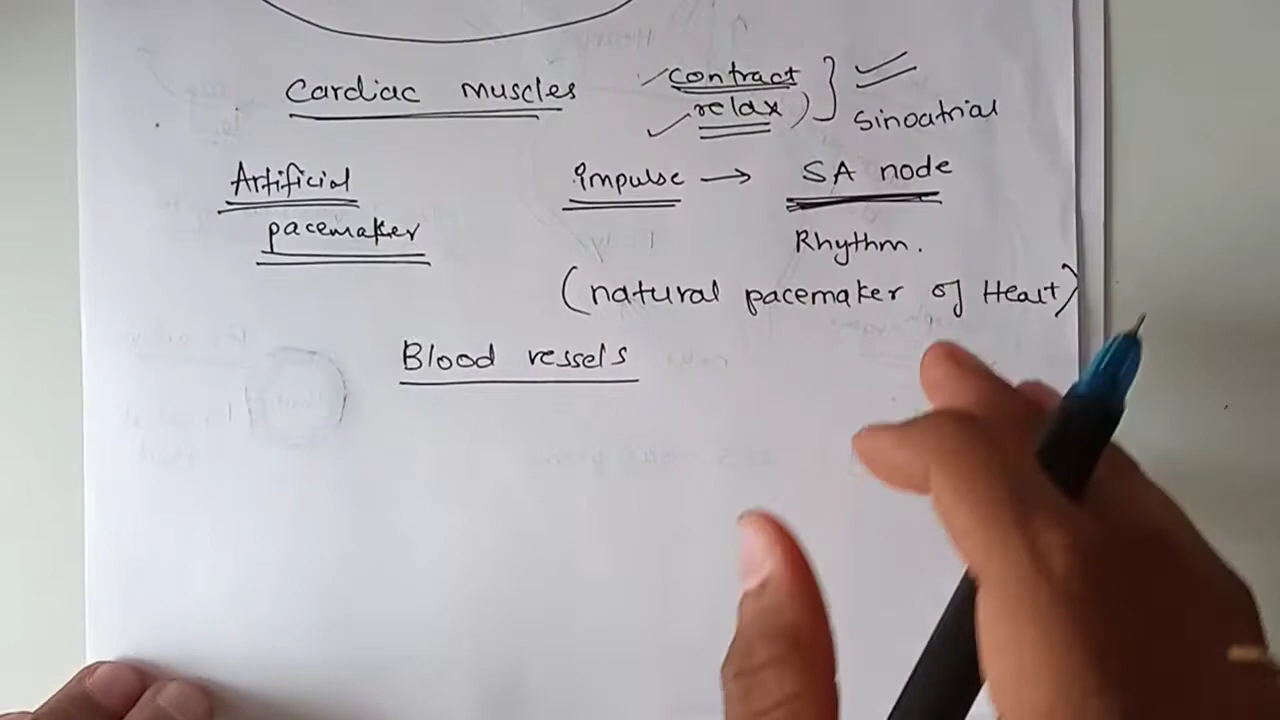 Cardiac muscles
contract
relax
sinoatrial
Artificial
pacemaker
impulse → SA node
Rhythm.
(natural pacemaker of Heart)
Blood vessels